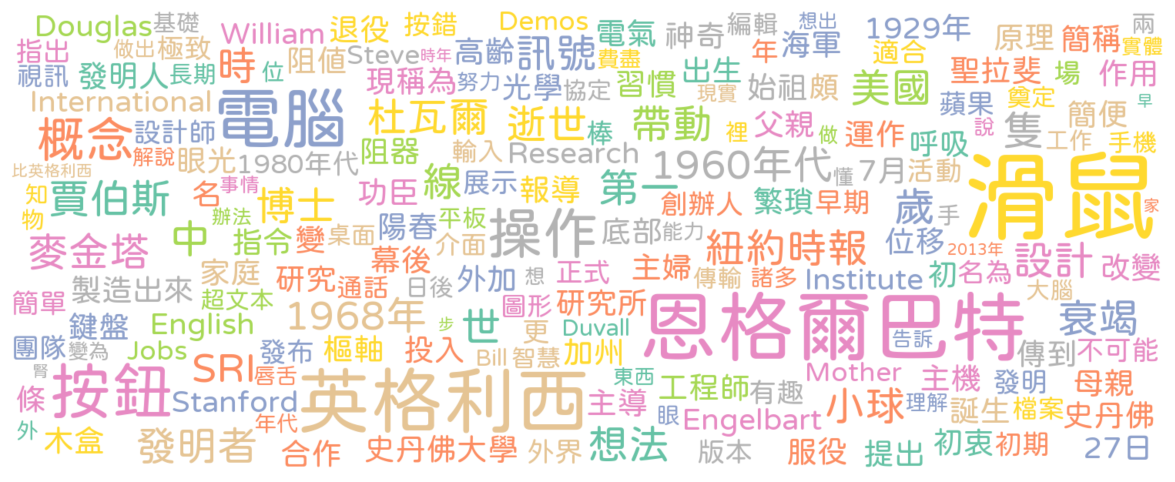 Douglas 基礎 William 退役 按錯 Demos 電氣 神奇 編輯 想出 1929年 原理 簡稱 兩
指出 做出 極致 時 位 阻值 Steve 時年 高齡 訊號 費盡 年 海軍 適合 聖拉斐 場 作用 實體
視訊 發明人 長期 現稱為 努力 光學 協定 習慣 出生 現實 始祖 頗 美國 蘋果 奠定 簡便 早
International 電腦 杜瓦爾 逝世 棒 帶動 裡 父親 做 運作 呼吸 說 隻 工作 手機
概念 設計師 解說 眼光 1980年代 阻器 輸入 Research 1960年代 懂 7月 活動 滑鼠
比英格利西 知 賈伯斯 名 事情 博士 功臣 線 展示 報導 第一 創辦人 繁瑣 早期 歲 手 家
物 辦法 中 指令 變 桌面 陽春 平板 介面 操作 底部 能力 紐約時報 位移 2013年
麥金塔 家庭 研究 通話 幕後 日後 外加 想 正式 主婦 傳輸 諸多 Institute 初 名為 設計 改變 大腦
簡單 製造出來 超文本 1968年 步 世 圖形 研究所 更 Duvall 恩格爾巴特 告訴 衰竭
鍵盤 English 發布 樞軸 投入 Bill 智慧 加州 傳到 不可能
團隊 變為 Jobs SRI 唇舌 英格利西 東西 工程師 有趣 Mother 主機 發明 母親
腎 條 按鈕 Stanford 年代 主導 眼 Engelbart 小球 理解 誕生 檔案 史丹佛
外 木盒 發明者 合作 史丹佛大學 外界 想法 版本 服役 提出 初衷 初期 27日